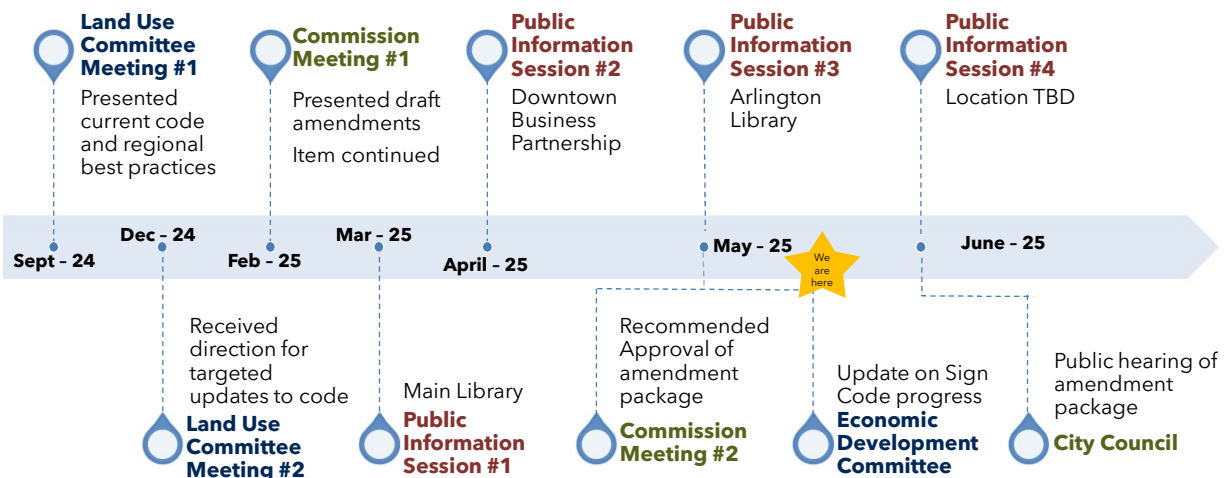 Land Use
Committee
Meeting #1
Presented
current code
and regional
best practices
Commission
Meeting #1
Presented draft
amendments
Item continued
Public
Information
Session #2
Downtown
Business
Partnership
Public
Information
Session #3
Arlington
Library
Public
Information
Session #4
Location TBD
Sept – 24
Dec – 24
Feb – 25
Mar – 25
April – 25
May – 25
We
are
here
June – 25
Received
direction for
targeted
updates to code
Land Use
Committee
Meeting #2
Main Library
Public
Information
Session #1
Recommended
Approval of
amendment
package
Commission
Meeting #2
Update on Sign
Code progress
Economic
Development
Committee
Public hearing of
amendment
package
City Council